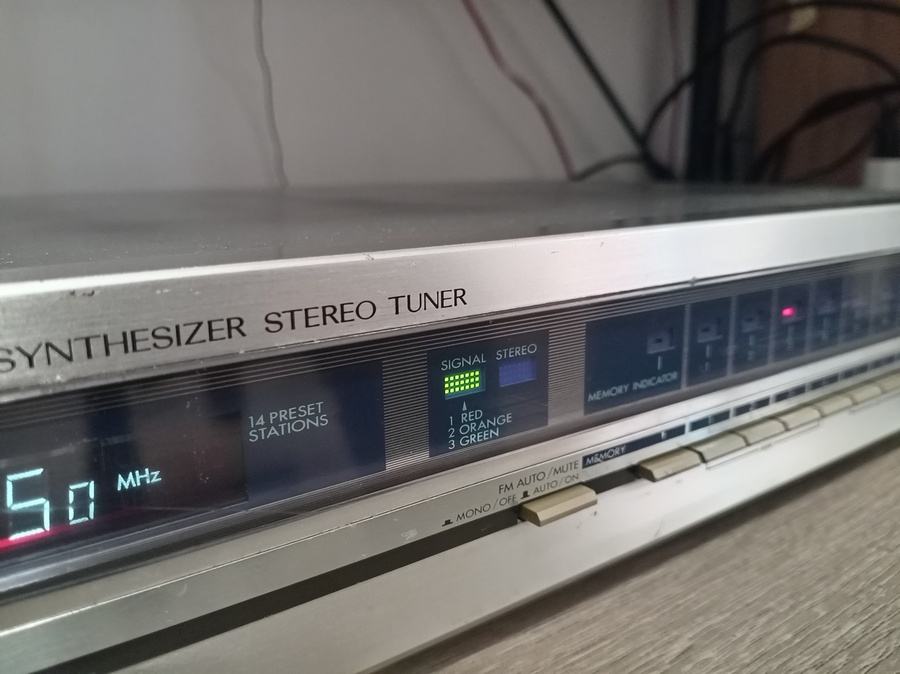 SYNTHESIZER STEREO TUNER
14 PRESET
STATIONS
SIGNAL STEREO
1 RED
2 ORANGE
3 GREEN
MEMORY INDICATOR
50 MHz
MEMORY
FM AUTO/MUTE
MONO/OFF AUTO/ON